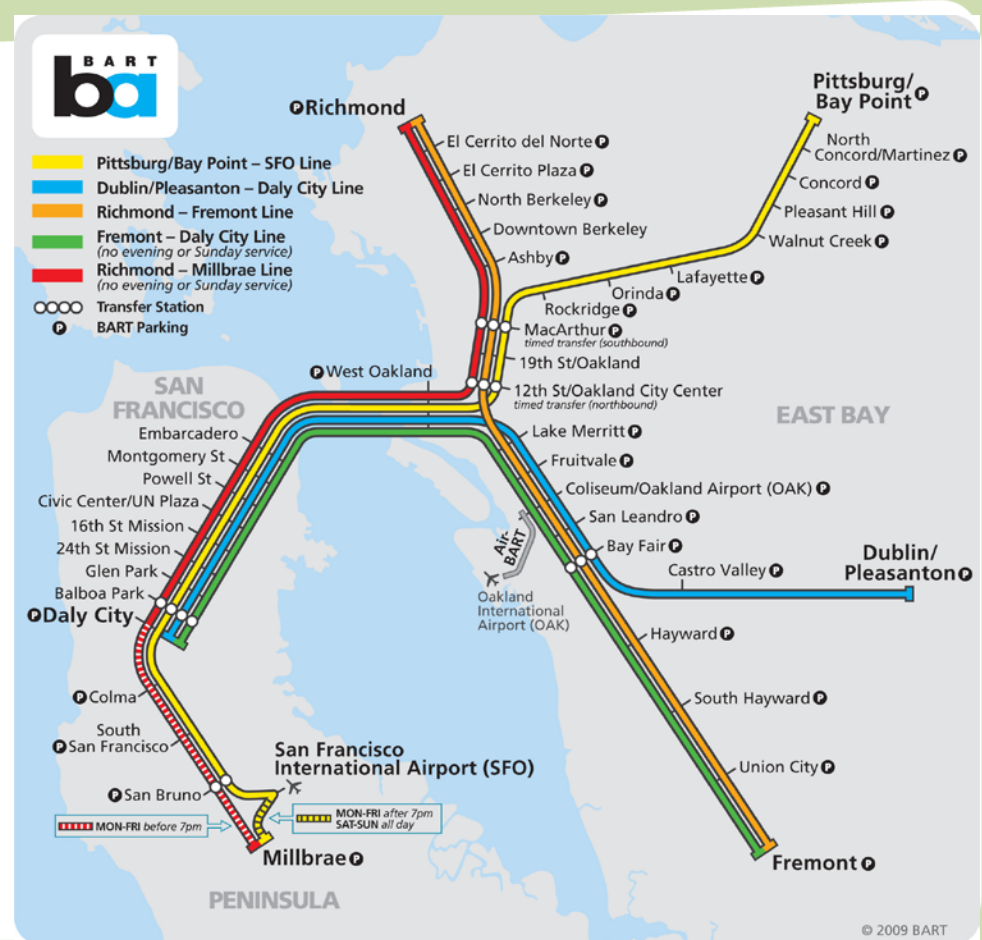 BART
ba
Pittsburg/Bay Point – SFO Line
Dublin/Pleasanton – Daly City Line
Richmond – Fremont Line
Fremont – Daly City Line
(no evening or Sunday service)
Richmond – Millbrae Line
(no evening or Sunday service)
Transfer Station
P BART Parking
P Richmond
El Cerrito del Norte P
El Cerrito Plaza P
North Berkeley P
Downtown Berkeley
Ashby P
Pittsburg/
Bay Point P
North
Concord/Martinez P
Concord P
Pleasant Hill P
Walnut Creek P
Lafayette P
Orinda P
Rockridge P
MacArthur P
timed transfer (southbound)
19th St/Oakland
12th St/Oakland City Center
timed transfer (northbound)
P West Oakland
SAN
FRANCISCO
EAST BAY
Embarcadero
Montgomery St
Powell St
Civic Center/UN Plaza
16th St Mission
24th St Mission
Glen Park
Balboa Park
P Daly City
Lake Merritt P
Fruitvale P
Coliseum/Oakland Airport (OAK) P
San Leandro P
Bay Fair P
Air-
BART
Oakland
International
Airport (OAK)
Castro Valley P
Dublin/
Pleasanton P
Hayward P
South Hayward P
Union City P
Fremont P
P Colma
South
P San Francisco
San Francisco
International Airport (SFO)
P San Bruno
MON-FRI before 7pm
MON-FRI after 7pm
SAT-SUN all day
Millbrae P
PENINSULA
© 2009 BART